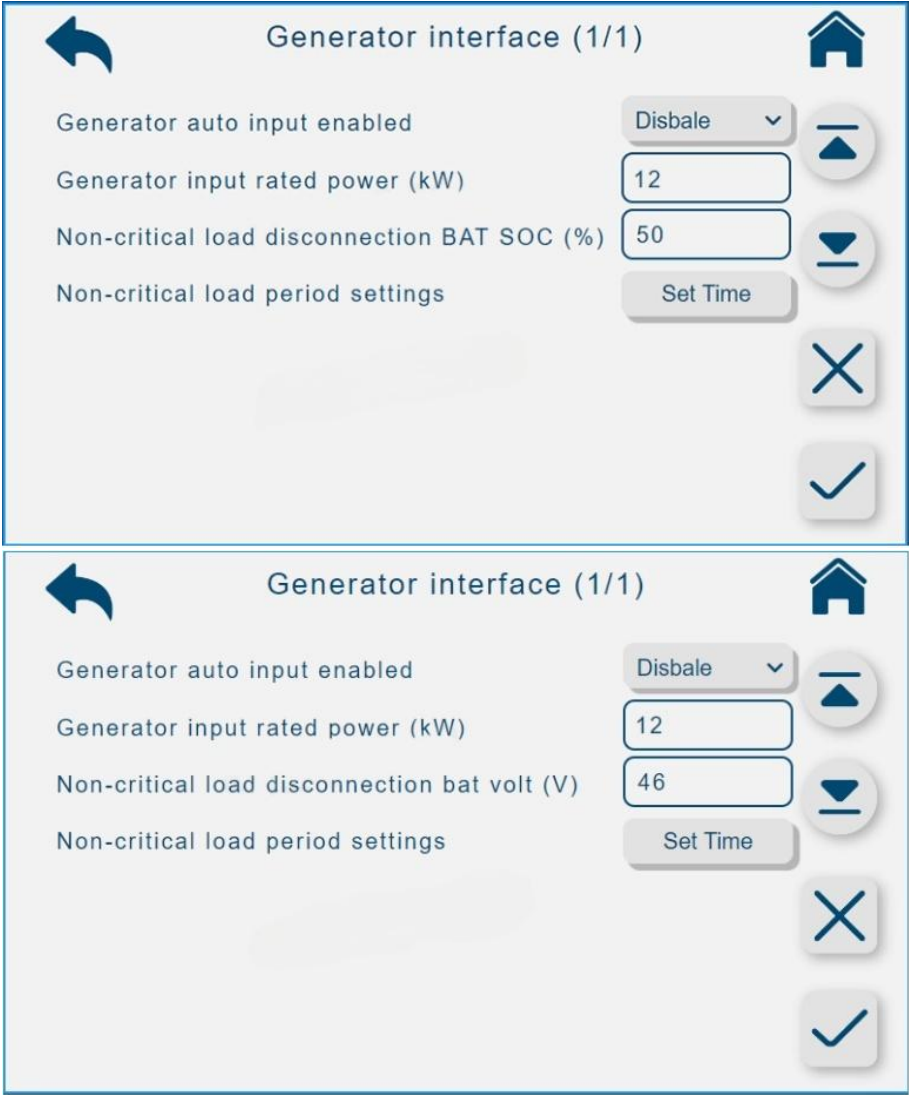 Generator interface (1/1)
Generator auto input enabled Disbale
Generator input rated power (kW) 12
Non-critical load disconnection BAT SOC (%) 50
Non-critical load period settings Set Time
Generator interface (1/1)
Generator auto input enabled Disbale
Generator input rated power (kW) 12
Non-critical load disconnection bat volt (V) 46
Non-critical load period settings Set Time